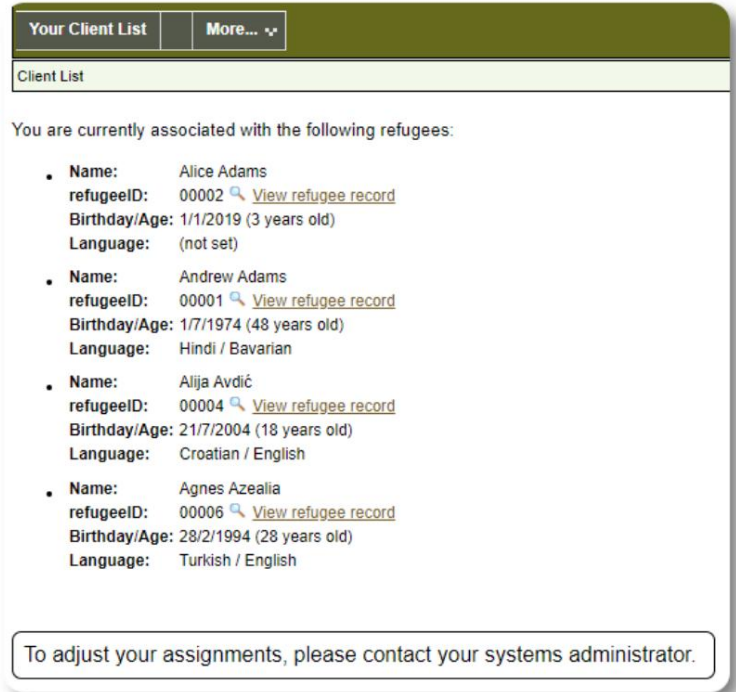 Your Client List More...
Client List
You are currently associated with the following refugees:
Name: Alice Adams
refugeeID: 00002 View refugee record
Birthday/Age: 1/1/2019 (3 years old)
Language: (not set)
Name: Andrew Adams
refugeeID: 00001 View refugee record
Birthday/Age: 1/7/1974 (48 years old)
Language: Hindi / Bavarian
Name: Alija Avdić
refugeeID: 00004 View refugee record
Birthday/Age: 21/7/2004 (18 years old)
Language: Croatian / English
Name: Agnes Azealia
refugeeID: 00006 View refugee record
Birthday/Age: 28/2/1994 (28 years old)
Language: Turkish / English
To adjust your assignments, please contact your systems administrator.